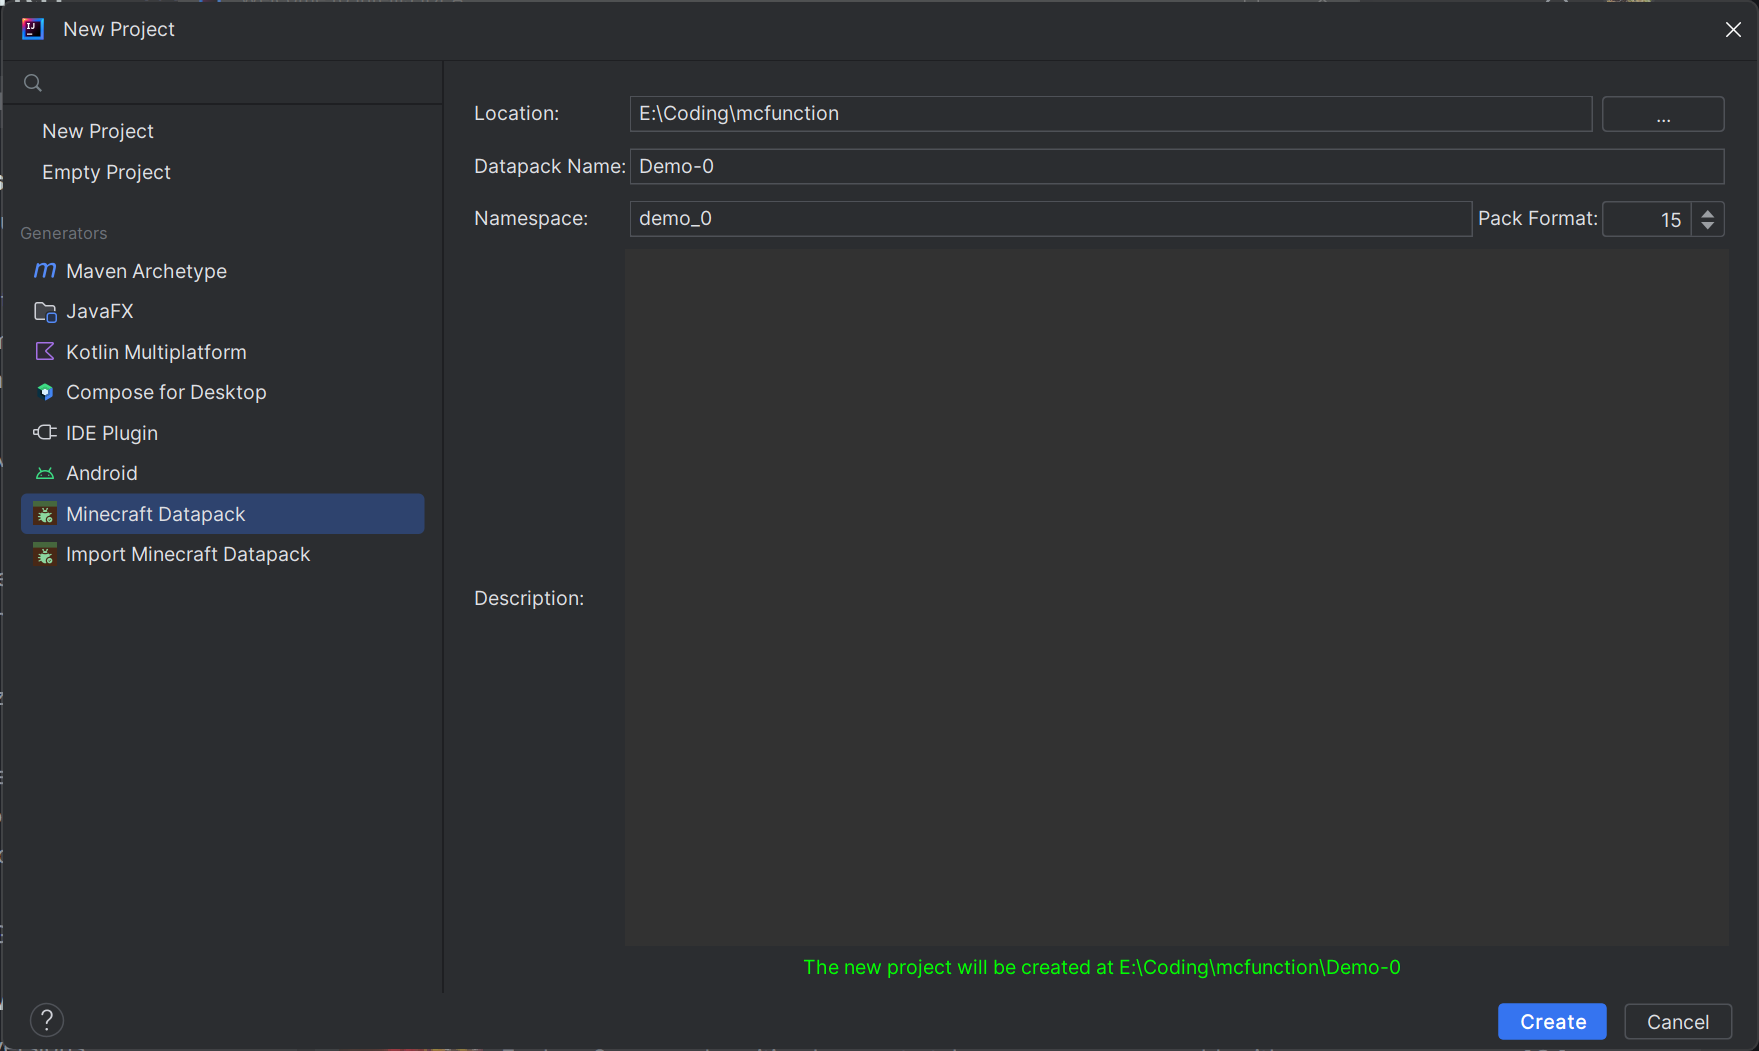 New Project
New Project
Empty Project
Generators
Maven Archetype
JavaFX
Kotlin Multiplatform
Compose for Desktop
IDE Plugin
Android
Minecraft Datapack
Import Minecraft Datapack
Location: E:\Coding\mcfunction ...
Datapack Name: Demo-0
Namespace: demo_0 Pack Format: 15
Description:
The new project will be created at E:\Coding\mcfunction\Demo-0
?
Create Cancel